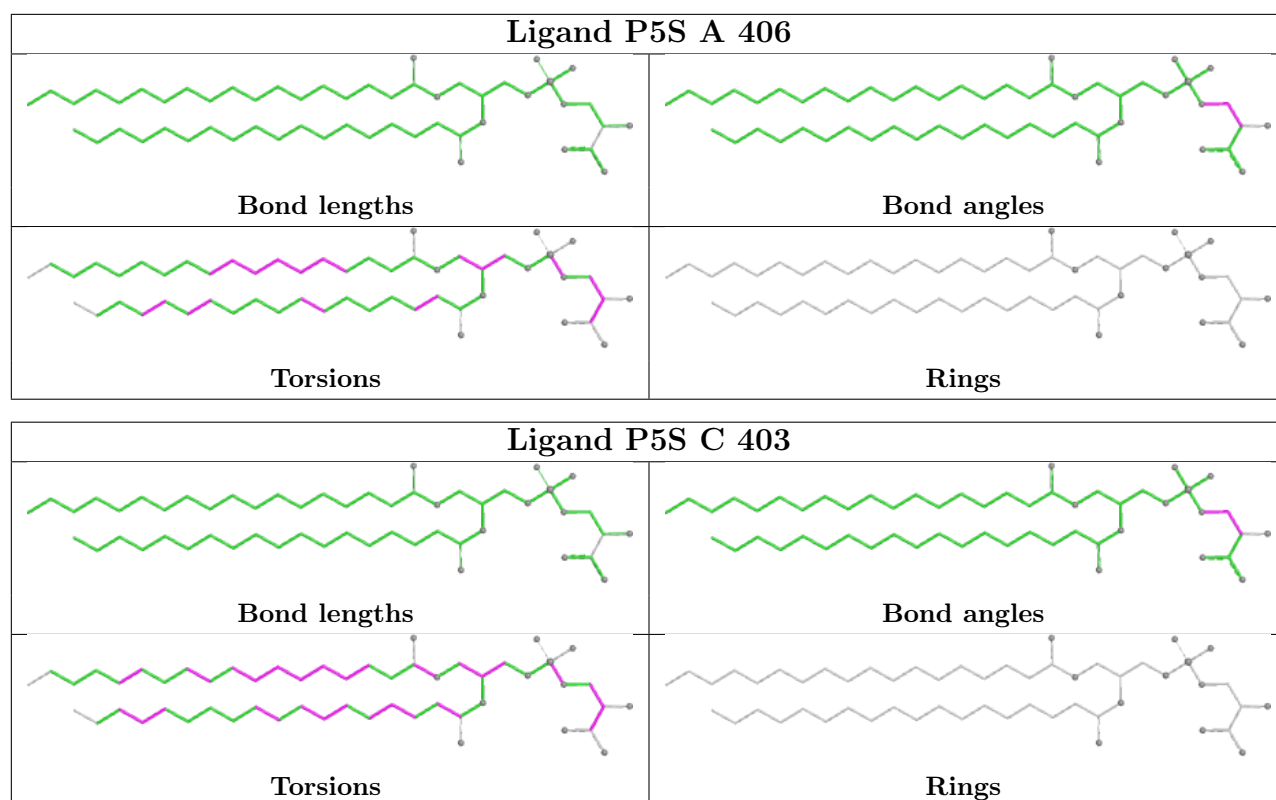 Ligand P5S A 406
Bond lengths
Bond angles
Torsions
Rings
Ligand P5S C 403
Bond lengths
Bond angles
Torsions
Rings